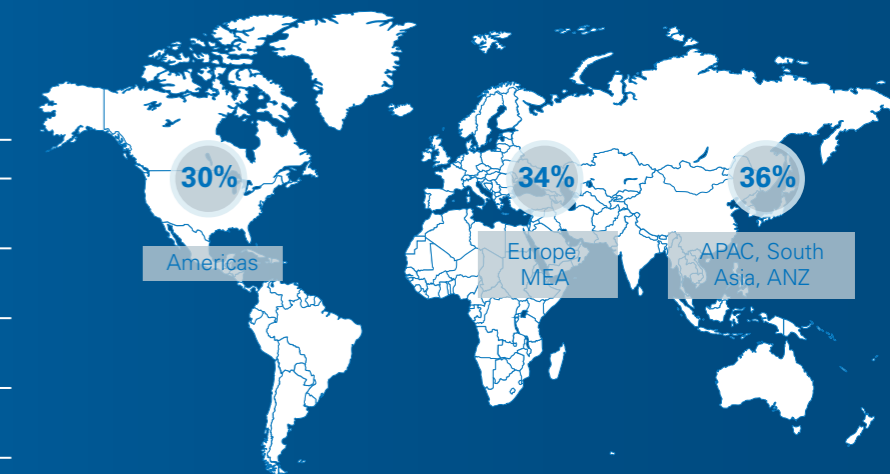 30%
Americas
34%
Europe,
MEA
36%
APAC, South
Asia, ANZ